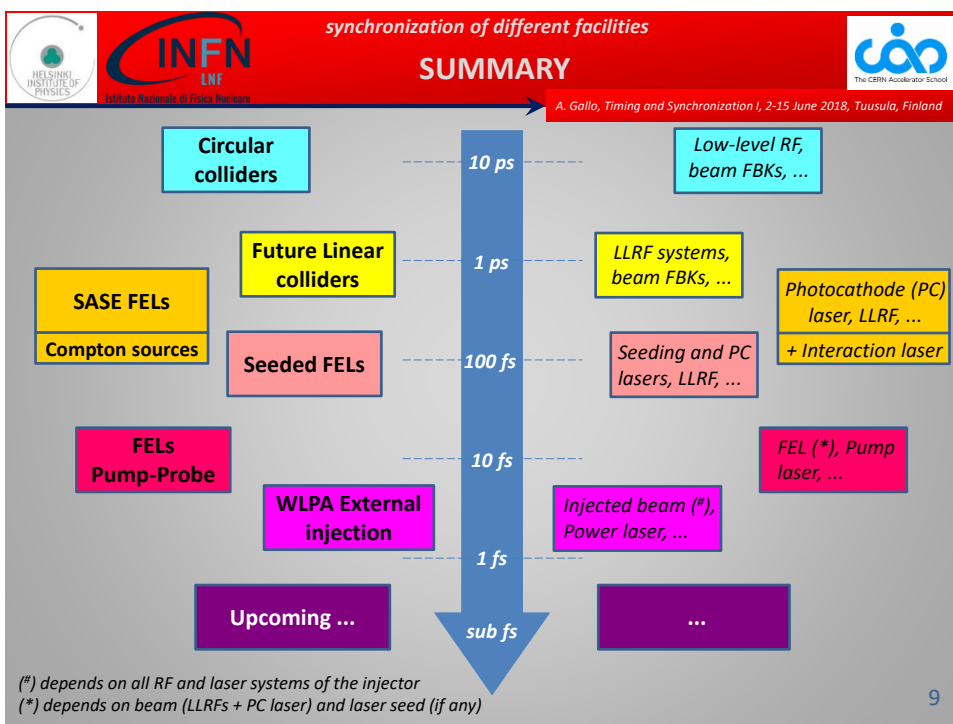 synchronization of different facilities
SUMMARY
HELSINKI
INSTITUTE OF
PHYSICS
INFN
LNF
Istituto Nazionale di Fisica Nucleare
The CERN Accelerator School
A. Gallo, Timing and Synchronization I, 2-15 June 2018, Tuusula, Finland
Circular
colliders
10 ps
Low-level RF,
beam FBKs, ...
Future Linear
colliders
1 ps
LLRF systems,
beam FBKs, ...
SASE FELs
Compton sources
Photocathode (PC)
laser, LLRF, ...
+ Interaction laser
Seeded FELs
100 fs
Seeding and PC
lasers, LLRF, ...
FELs
Pump-Probe
10 fs
FEL (*), Pump
laser, ...
WLPA External
injection
Injected beam (#),
Power laser, ...
1 fs
Upcoming ...
sub fs
...
(#) depends on all RF and laser systems of the injector
(*) depends on beam (LLRFs + PC laser) and laser seed (if any)
9